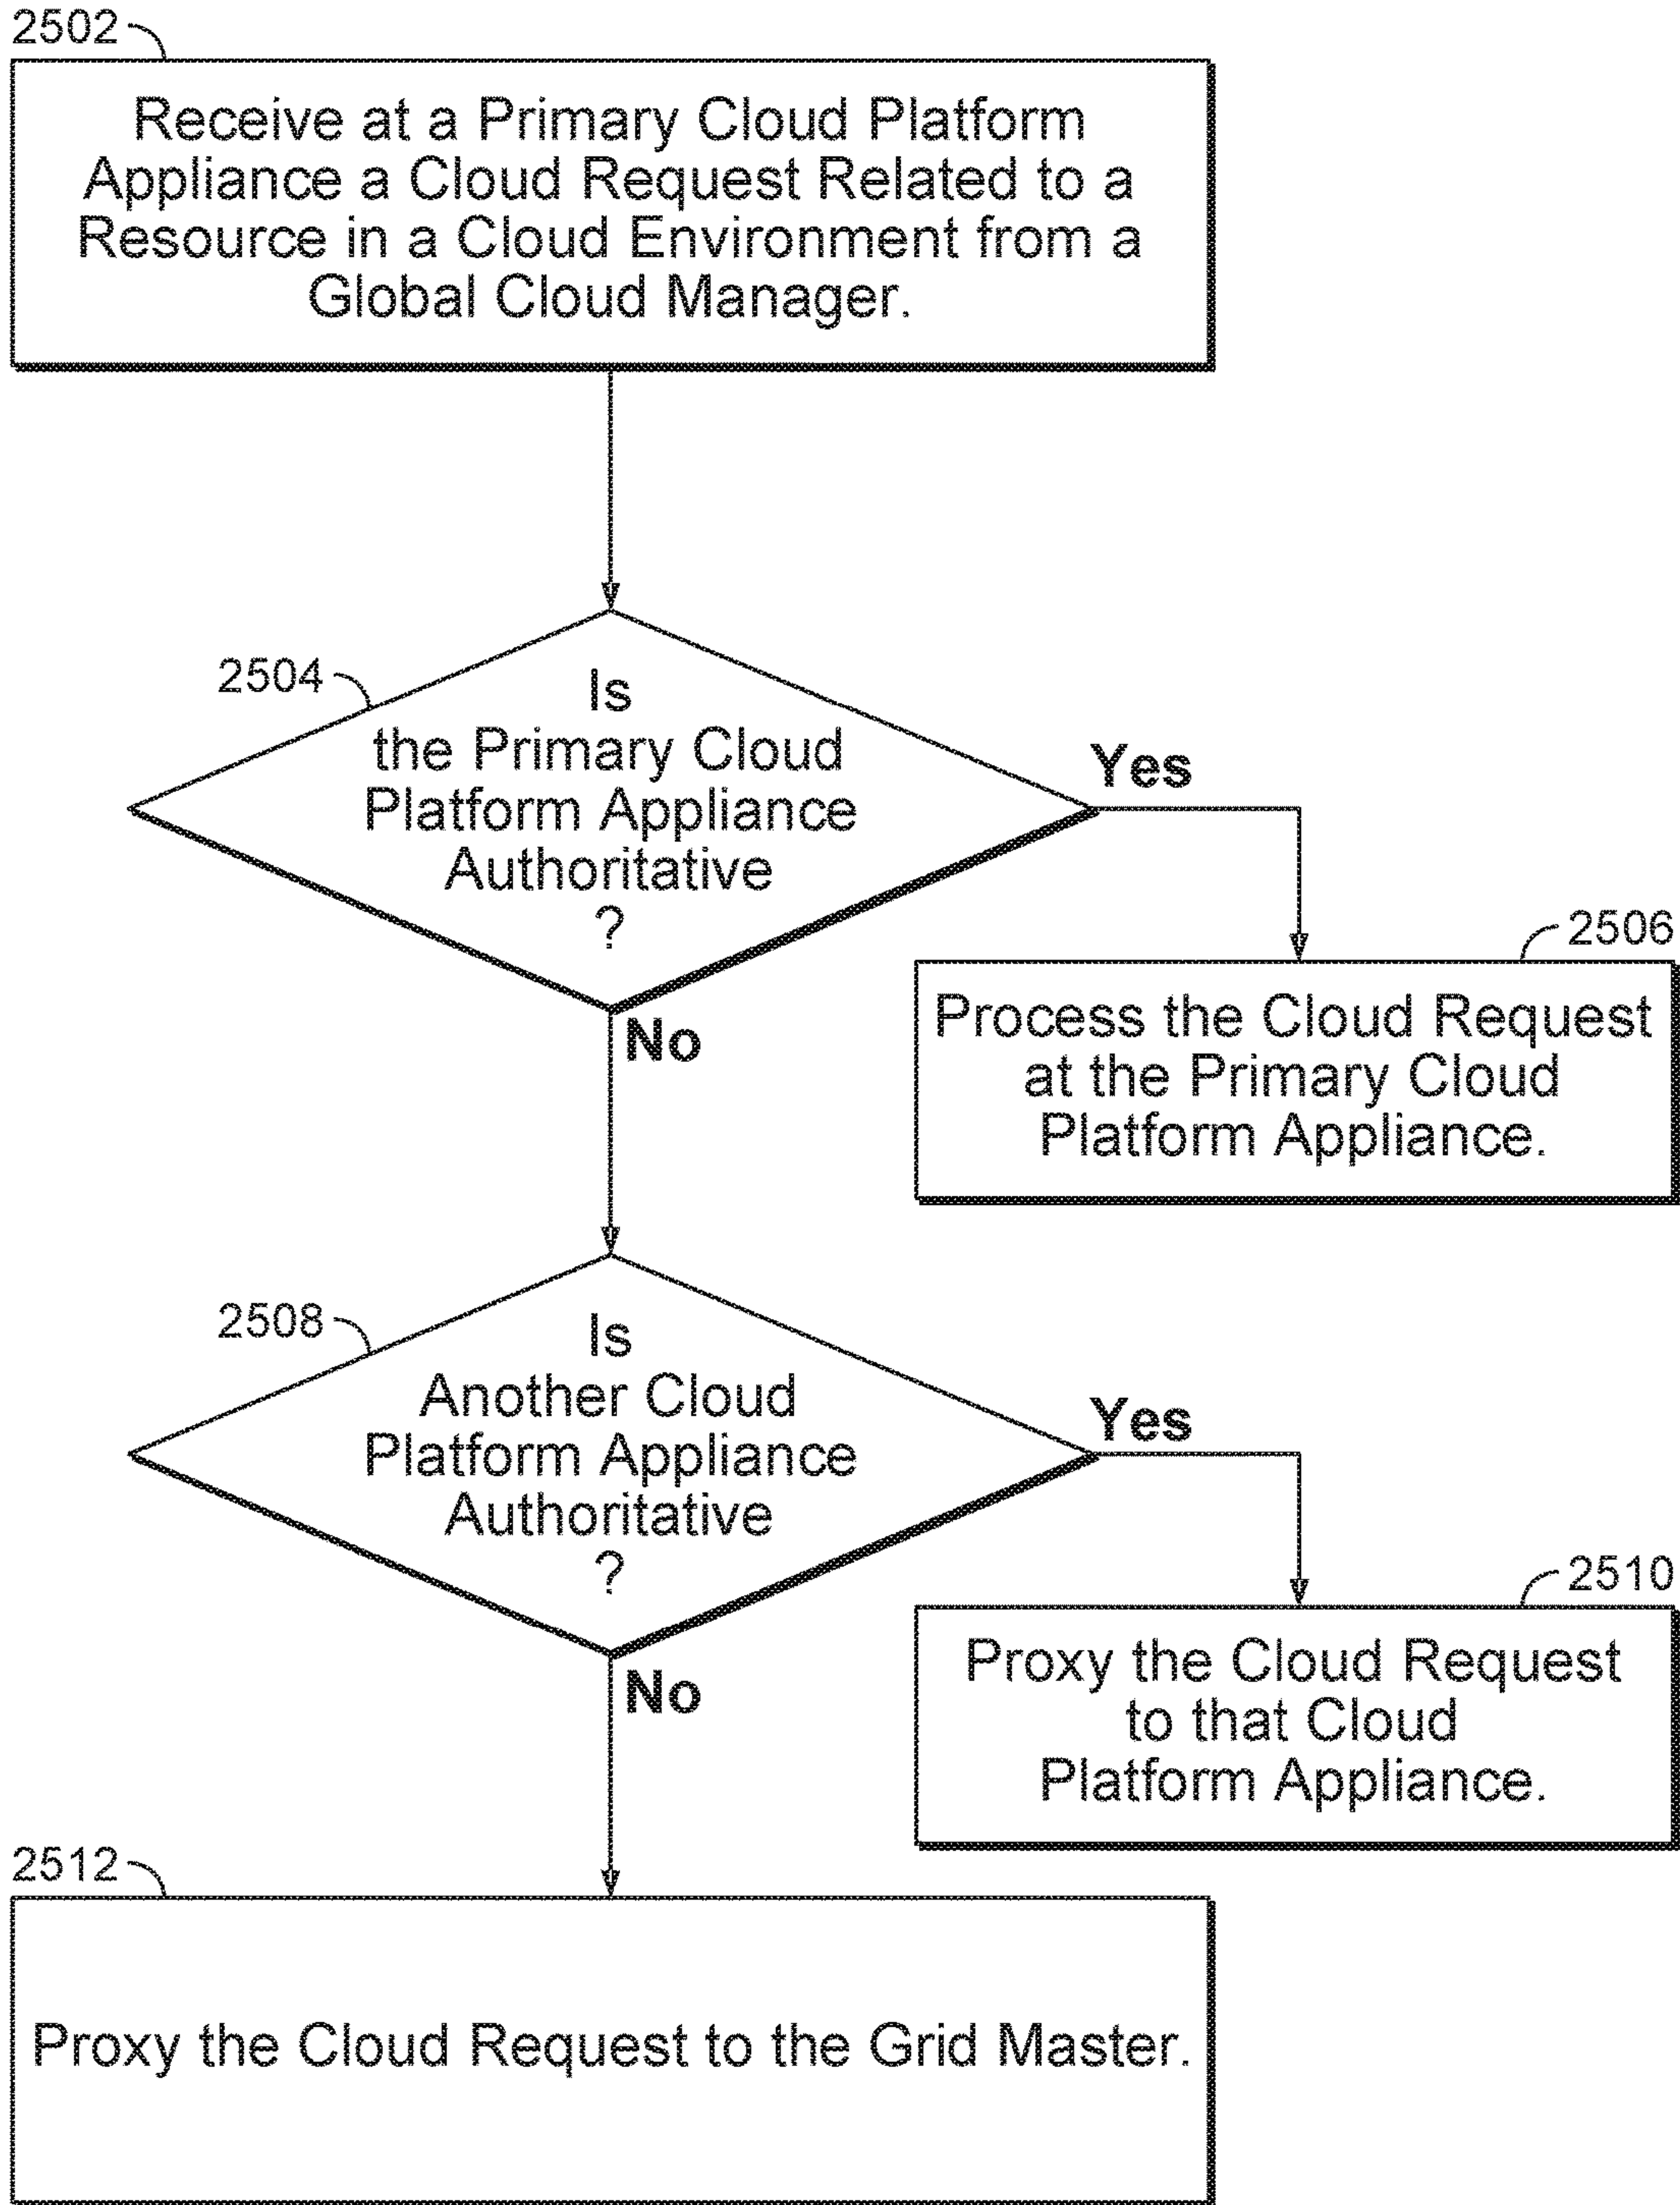 2502
Receive at a Primary Cloud Platform
Appliance a Cloud Request Related to a
Resource in a Cloud Environment from a
Global Cloud Manager.
2504
Is
the Primary Cloud
Platform Appliance
Authoritative
?
Yes
No
2506
Process the Cloud Request
at the Primary Cloud
Platform Appliance.
2508
Is
Another Cloud
Platform Appliance
Authoritative
?
Yes
No
2510
Proxy the Cloud Request
to that Cloud
Platform Appliance.
2512
Proxy the Cloud Request to the Grid Master.